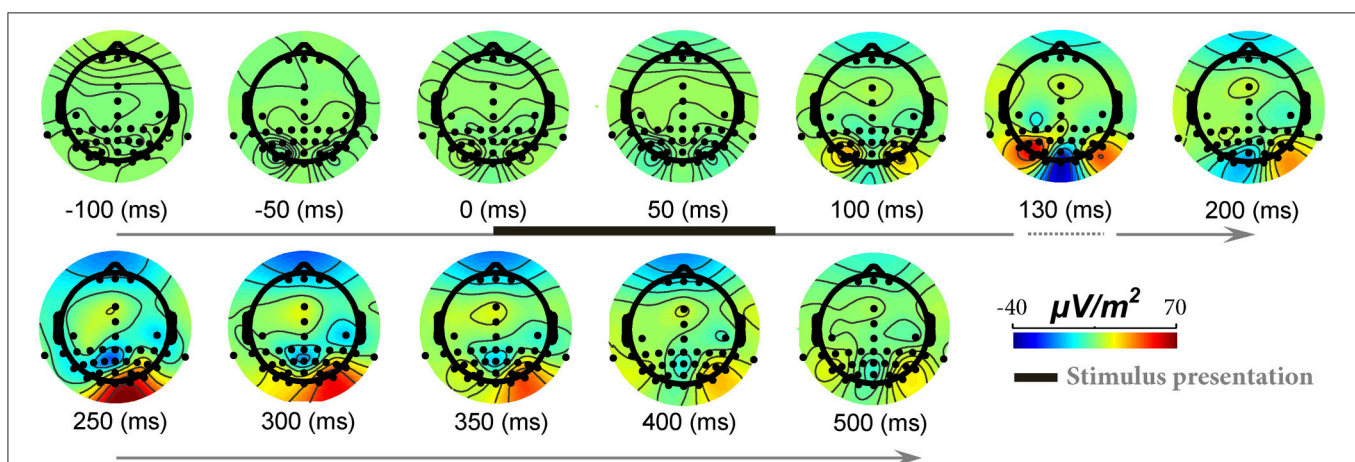 -100 (ms) -50 (ms) 0 (ms) 50 (ms) 100 (ms) 130 (ms) 200 (ms)
250 (ms) 300 (ms) 350 (ms) 400 (ms) 500 (ms)
-40 µV/m² 70
Stimulus presentation